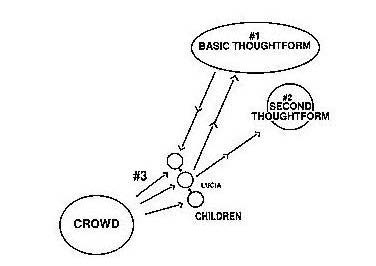 #1
BASIC THOUGHTFORM
#2
SECOND
THOUGHTFORM
#3
LUCIA
CHILDREN
CROWD